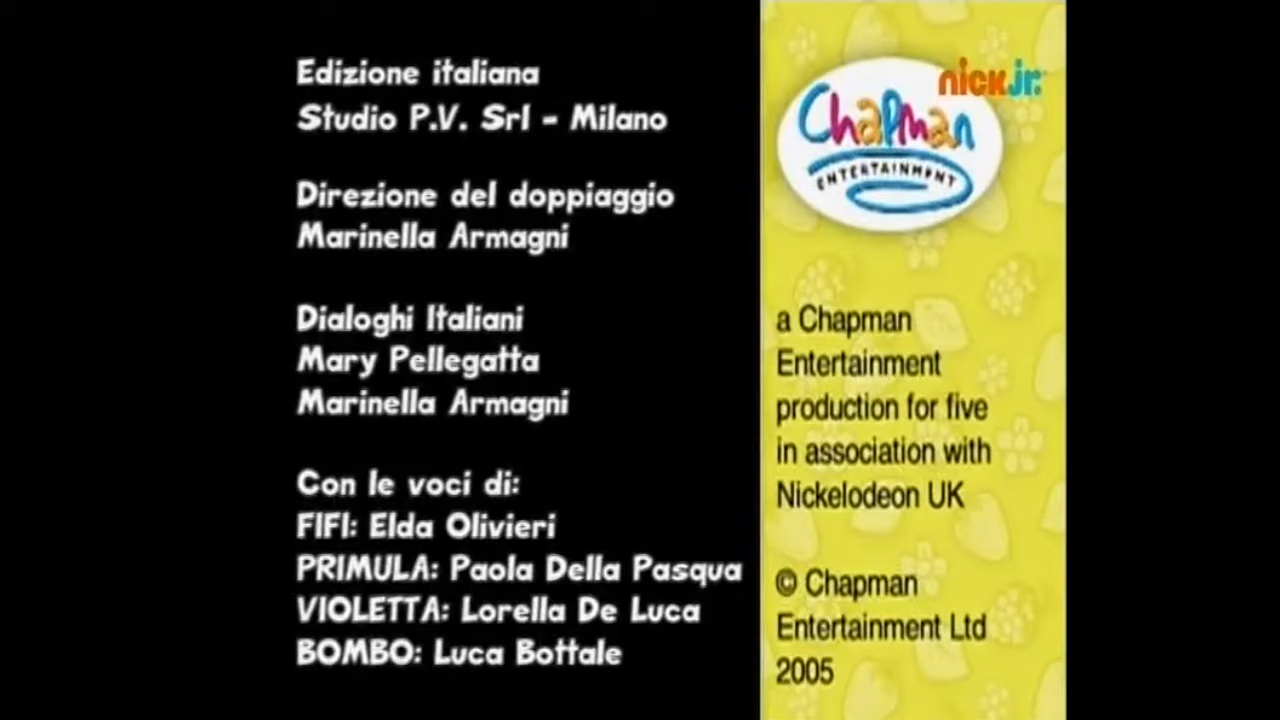 Edizione italiana
Studio P.V. Srl - Milano
Direzione del doppiaggio
Marinella Armagni
Dialoghi Italiani
Mary Pellegatta
Marinella Armagni
Con le voci di:
FIFI: Elda Olivieri
PRIMULA: Paola Della Pasqua
VIOLETTA: Lorella De Luca
BOMBO: Luca Bottale
nick jr.
Chapman
ENTERTAINMENT
a Chapman
Entertainment
production for five
in association with
Nickelodeon UK
© Chapman
Entertainment Ltd
2005